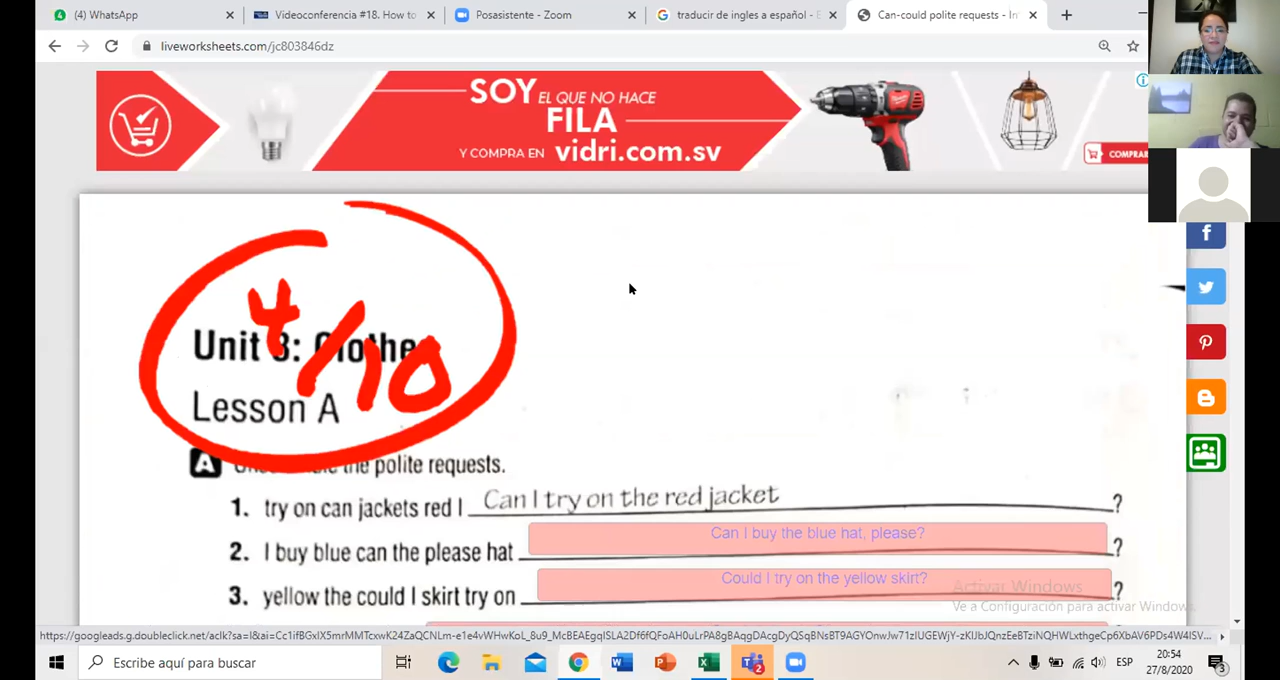 (4) WhatsApp
Videoconferencia #18. How to
Posasistente - Zoom
traducir de ingles a español - E
Can-could polite requests - In
liveworksheets.com/jc803846dz
SOY EL QUE NO HACE
FILA
Y COMPRA EN vidri.com.sv
COMPRAR
4/10
Unit 8: Clothe
Lesson A
A the polite requests.
1. try on can jackets red I Can I try on the red jacket ?
2. I buy blue can the please hat Can I buy the blue hat, please? ?
3. yellow the could I skirt try on Could I try on the yellow skirt? ?
Activar Windows
Ve a Configuración para activar Windows.
Escribe aquí para buscar
ESP
20:54
27/8/2020